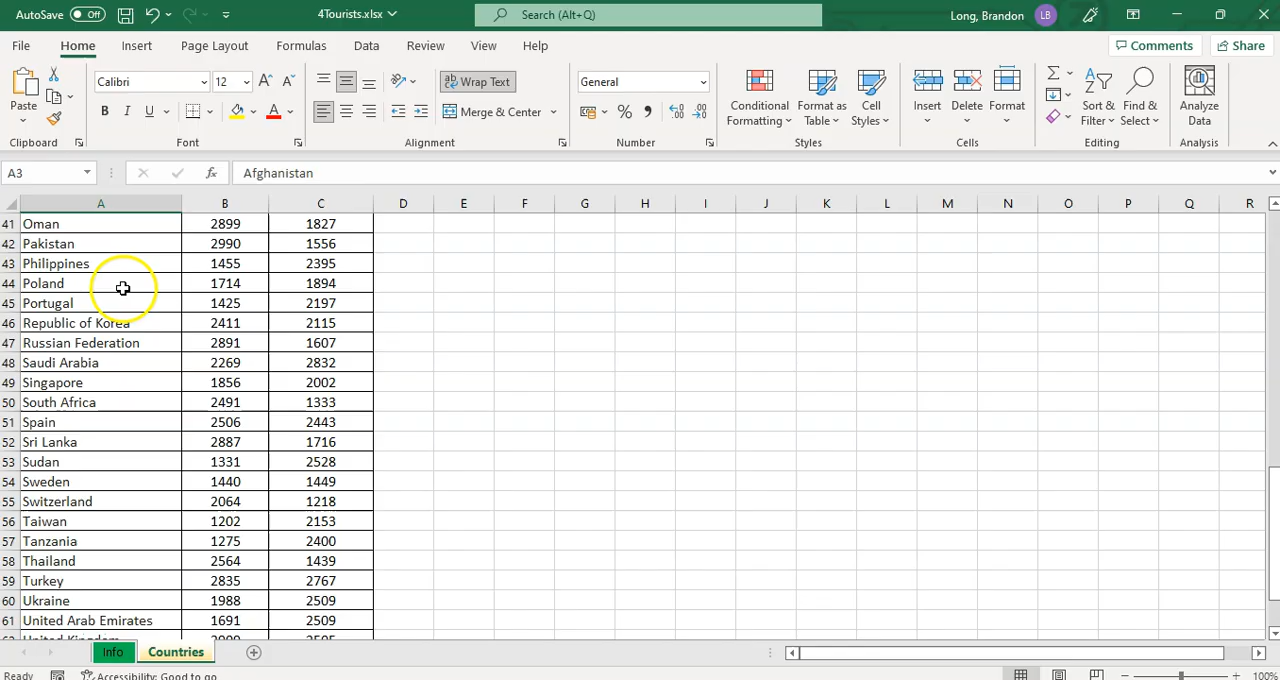 AutoSave Off 4Tourists.xlsx Search (Alt+Q) Long, Brandon LB
File Home Insert Page Layout Formulas Data Review View Help Comments Share
Paste Calibri 12 Wrap Text General Conditional Formatting Format as Table Cell Styles Insert Delete Format Sort & Filter Find & Select Analyze Data
B I U A Merge & Center % 
Clipboard Font Alignment Number Styles Cells Editing Analysis
A3 fx Afghanistan
A B C D E F G H I J K L M N O P Q R
41 Oman 2899 1827
42 Pakistan 2990 1556
43 Philippines 1455 2395
44 Poland 1714 1894
45 Portugal 1425 2197
46 Republic of Korea 2411 2115
47 Russian Federation 2891 1607
48 Saudi Arabia 2269 2832
49 Singapore 1856 2002
50 South Africa 2491 1333
51 Spain 2506 2443
52 Sri Lanka 2887 1716
53 Sudan 1331 2528
54 Sweden 1440 1449
55 Switzerland 2064 1218
56 Taiwan 1202 2153
57 Tanzania 1275 2400
58 Thailand 2564 1439
59 Turkey 2835 2767
60 Ukraine 1988 2509
61 United Arab Emirates 1691 2509
United Kingdom
Info Countries
Ready Accessibility: Good to go 100%